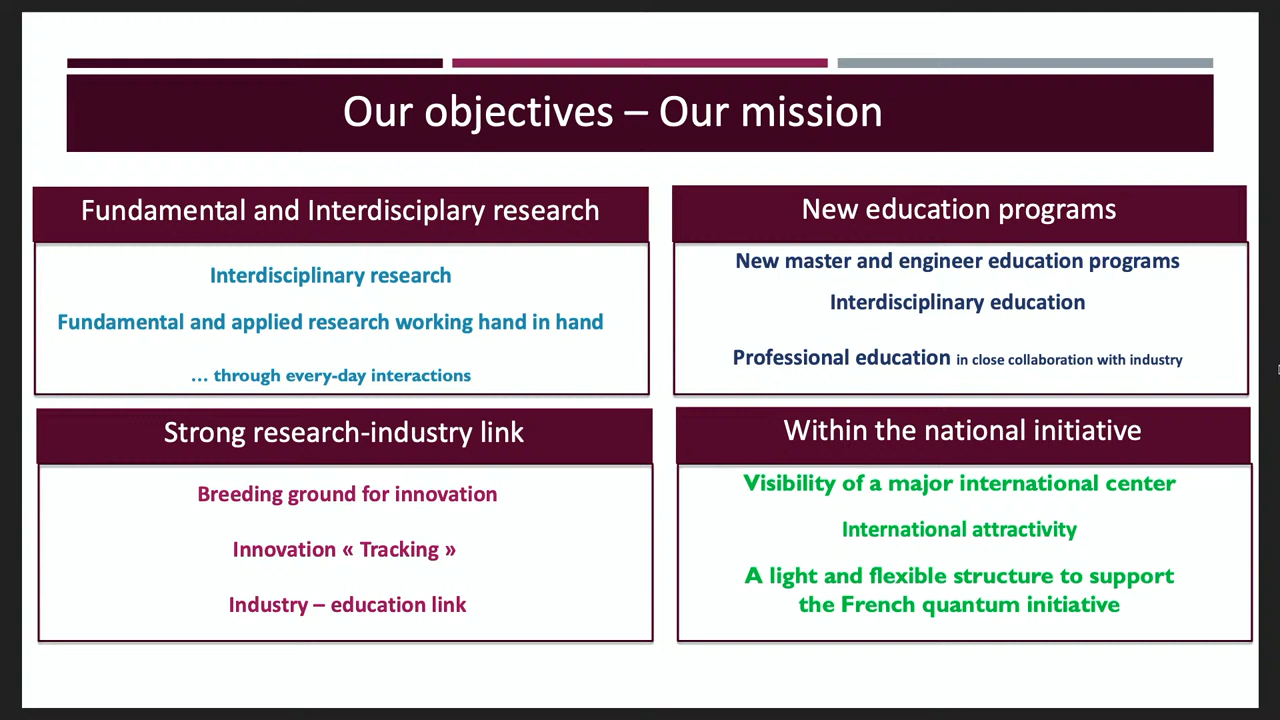 Our objectives – Our mission
Fundamental and Interdisciplary research
Interdisciplinary research
Fundamental and applied research working hand in hand
... through every-day interactions
New education programs
New master and engineer education programs
Interdisciplinary education
Professional education in close collaboration with industry
Strong research-industry link
Breeding ground for innovation
Innovation « Tracking »
Industry – education link
Within the national initiative
Visibility of a major international center
International attractivity
A light and flexible structure to support
the French quantum initiative